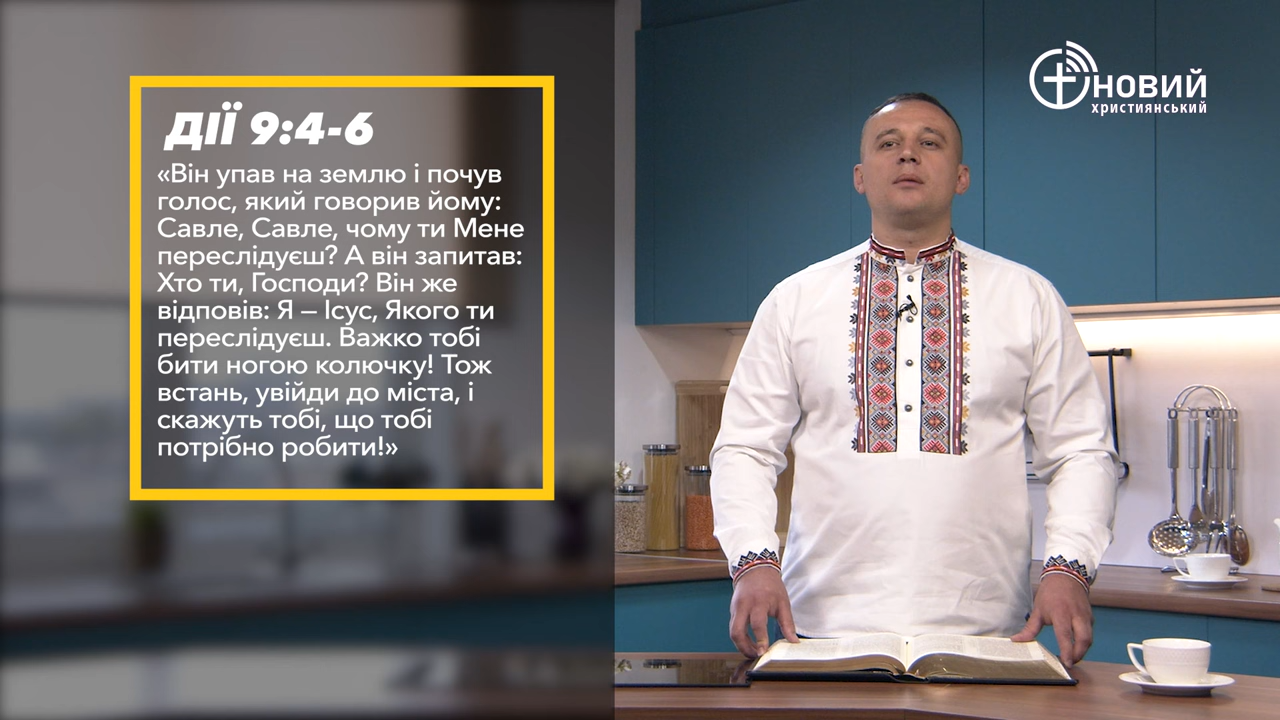 ДІЇ 9:4-6
«Він упав на землю і почув
голос, який говорив йому:
Савле, Савле, чому ти Мене
переслідуєш? А він запитав:
Хто ти, Господи? Він же
відповів: Я — Ісус, Якого ти
переслідуєш. Важко тобі
бити ногою колючку! Тож
встань, увійди до міста, і
скажуть тобі, що тобі
потрібно робити!»
НОВИЙ
християнський